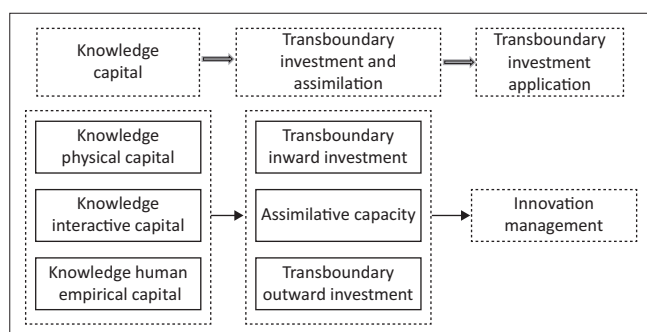 Knowledge
capital
Transboundary
investment and
assimilation
Transboundary
investment
application
Knowledge
physical capital
Knowledge
interactive capital
Knowledge human
empirical capital
Transboundary
inward investment
Assimilative capacity
Transboundary
outward investment
Innovation
management